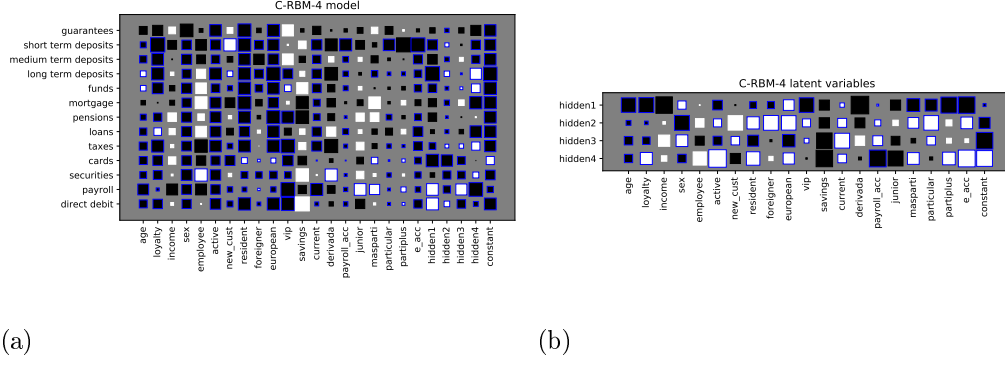 C-RBM-4 model
guarantees
short term deposits
medium term deposits
long term deposits
funds
mortgage
pensions
loans
taxes
cards
securities
payroll
direct debit
age
loyalty
income
sex
employee
active
new_cust
resident
foreigner
european
vip
savings
current
derivada
payroll_acc
junior
masparti
particular
partiplus
e_acc
hidden1
hidden2
hidden3
hidden4
constant
(a)
C-RBM-4 latent variables
hidden1
hidden2
hidden3
hidden4
age
loyalty
income
sex
employee
active
new_cust
resident
foreigner
european
vip
savings
current
derivada
payroll_acc
junior
masparti
particular
partiplus
e_acc
constant
(b)